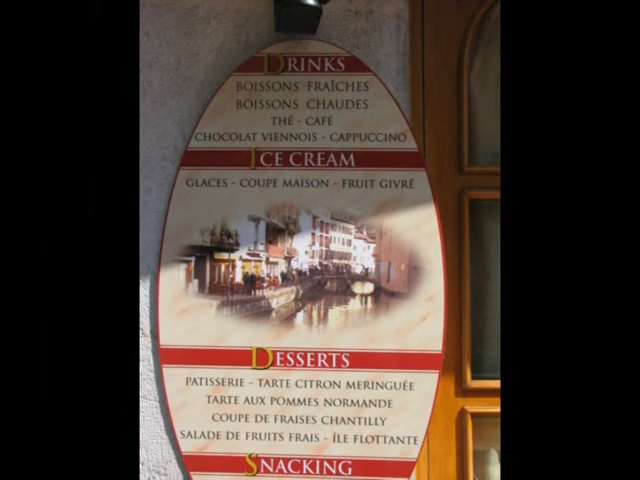 DRINKS
BOISSONS FRAÎCHES
BOISSONS CHAUDES
THÉ - CAFÉ
CHOCOLAT VIENNOIS - CAPPUCCINO
ICE CREAM
GLACES - COUPE MAISON - FRUIT GIVRÉ
DESSERTS
PATISSERIE - TARTE CITRON MERINGUÉE
TARTE AUX POMMES NORMANDE
COUPE DE FRAISES CHANTILLY
SALADE DE FRUITS FRAIS - ÎLE FLOTTANTE
SNACKING